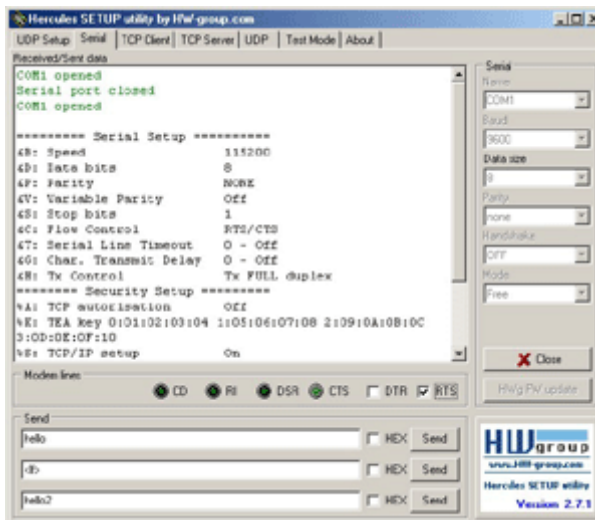 Hercules SETUP utility by HW-group.com
UDP Setup Serial TCP Client TCP Server UDP Test Mode About
Received/Sent data
COM1 opened
Serial port closed
COM1 opened
========= Serial Setup ==========
&B: Speed 115200
&D: Data bits 8
&P: Parity NONE
&V: Variable Parity Off
&S: Stop bits 1
&C: Flow Control RTS/CTS
&7: Serial Line Timeout 0 - Off
&G: Char. Transmit Delay 0 - Off
&H: Tx Control Tx FULL duplex
======== Security Setup =========
%A: TCP autorisation Off
%K: TEA key 0:01:02:03:04 1:05:06:07:08 2:09:0A:0B:0C
3:0D:0E:0F:10
%S: TCP/IP setup On
Serial
Name
COM1
Baud
9600
Data size
8
Parity
none
Handshake
OFF
Mode
Free
Close
HWg FW update
Modem lines
CD RI DSR CTS DTR RTS
Send
hello HEX Send
HEX Send
hello2 HEX Send
HW group
www.HW-group.com
Hercules SETUP utility
Version 2.7.1